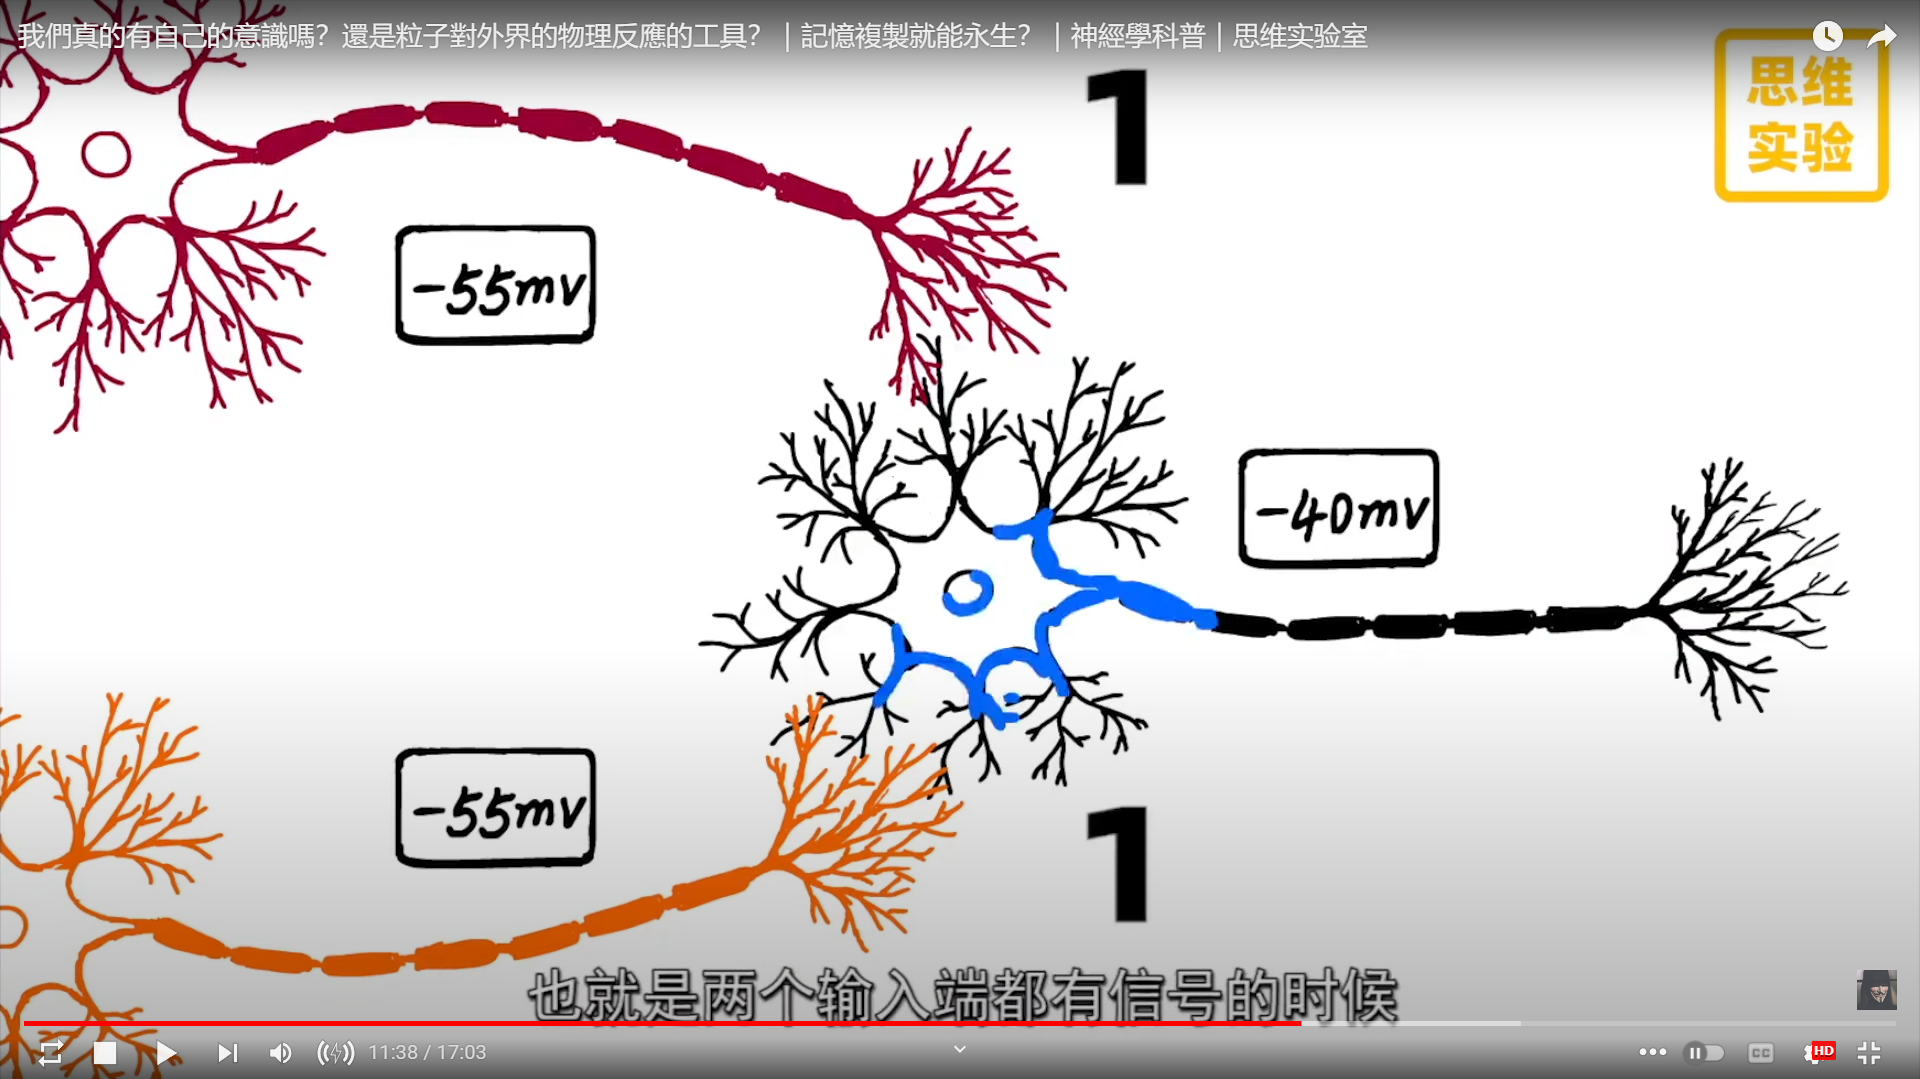 我們真的有自己的意識嗎？還是粒子對外界的物理反應的工具？｜記憶複製就能永生？｜神經學科普｜思维实验室
思维
实验
1
-55mv
-40mv
-55mv
1
也就是两个输入端都有信号的时候
11:38 / 17:03
CC
HD